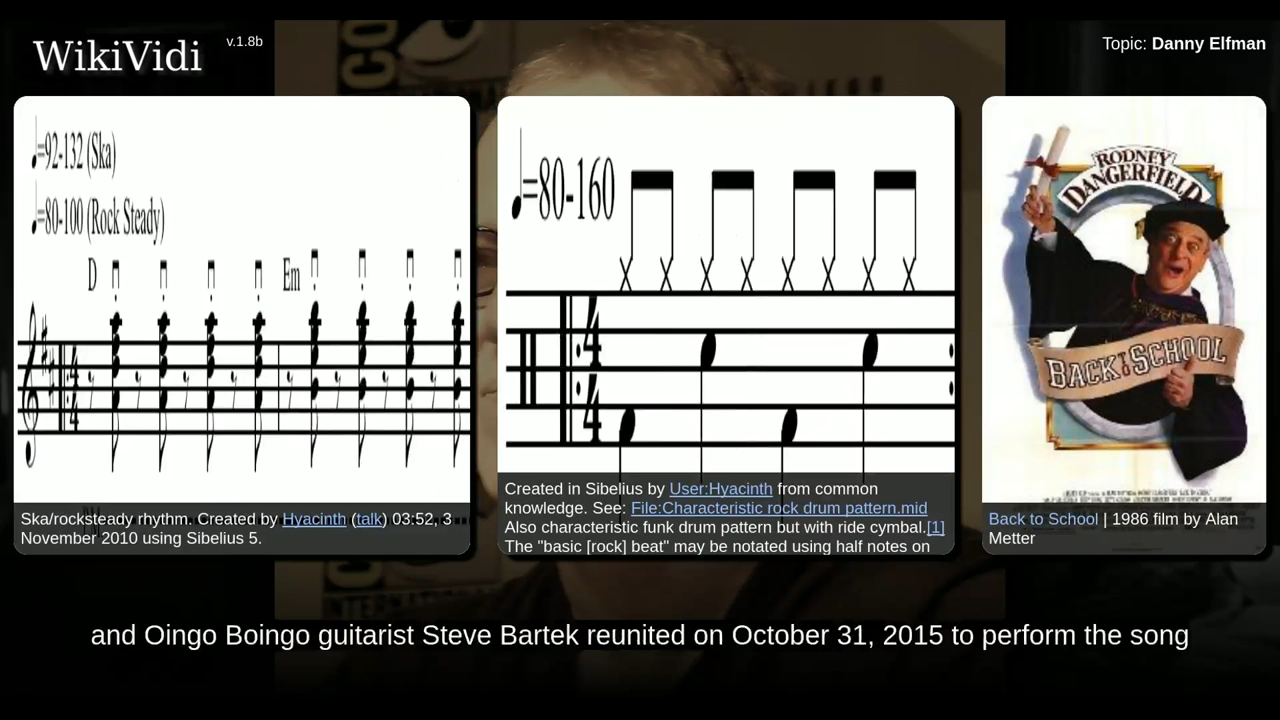 WikiVidi v.1.8b
Topic: Danny Elfman
=92-132 (Ska)
=80-100 (Rock Steady)
D Em
4
4
Ska/rocksteady rhythm. Created by Hyacinth (talk) 03:52, 3
November 2010 using Sibelius 5.
=80-160
4
4
Created in Sibelius by User:Hyacinth from common
knowledge. See: File:Characteristic rock drum pattern.mid
Also characteristic funk drum pattern but with ride cymbal.[1]
The "basic [rock] beat" may be notated using half notes on
RODNEY
DANGERFIELD
BACK TO SCHOOL
Back to School | 1986 film by Alan
Metter
and Oingo Boingo guitarist Steve Bartek reunited on October 31, 2015 to perform the song